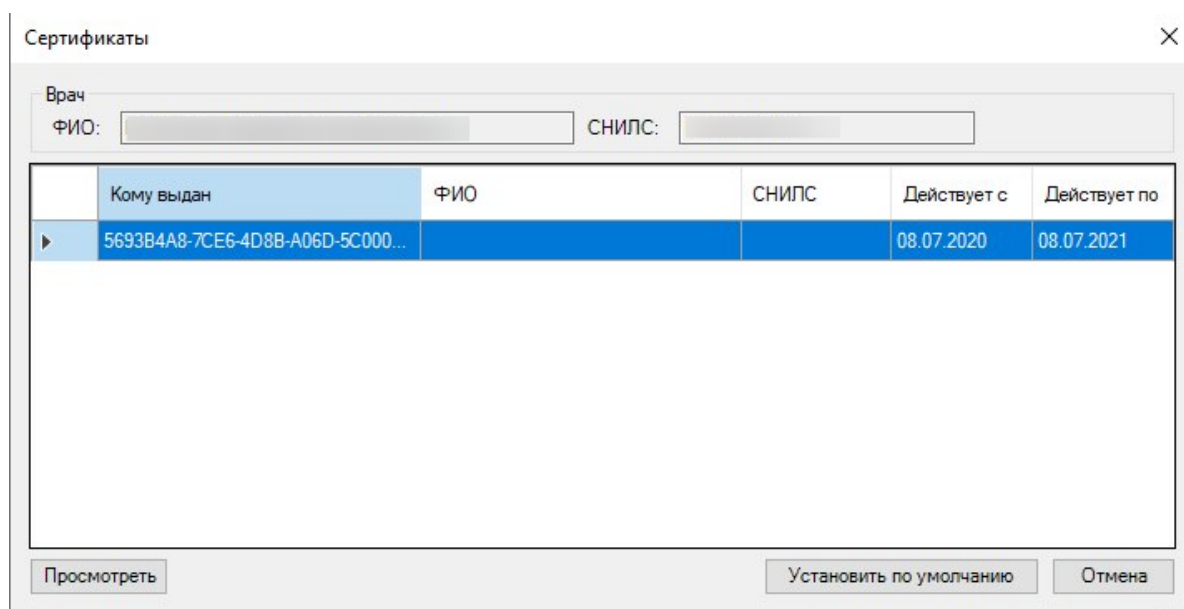 Сертификаты
Врач
ФИО: СНИЛС:
Кому выдан ФИО СНИЛС Действует с Действует по
5693B4A8-7CE6-4D8B-A06D-5C000... 08.07.2020 08.07.2021
Просмотреть Установить по умолчанию Отмена